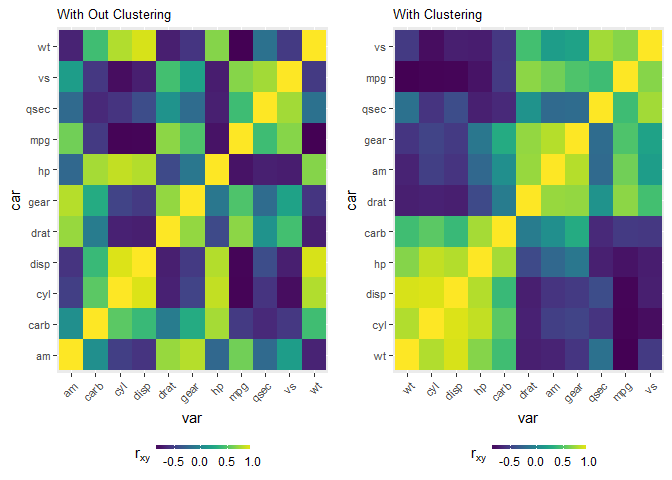 With Out Clustering
car
wt
vs
qsec
mpg
hp
gear
drat
disp
cyl
carb
am
am carb cyl disp drat gear hp mpg qsec vs wt
var
rxy
-0.5 0.0 0.5 1.0
With Clustering
car
vs
mpg
qsec
gear
am
drat
carb
hp
disp
cyl
wt
wt cyl disp hp carb drat am gear qsec mpg vs
var
rxy
-0.5 0.0 0.5 1.0